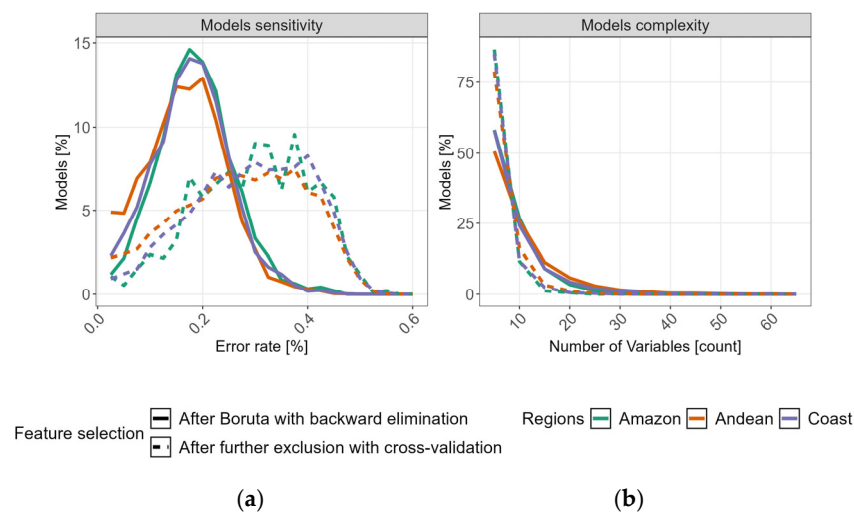 Models sensitivity
Models complexity
15
10
5
0
Models [%]
0.0
0.2
0.4
0.6
Error rate [%]
75
50
25
0
Models [%]
10
20
30
40
50
60
Number of Variables [count]
Feature selection
After Boruta with backward elimination
After further exclusion with cross-validation
Regions
Amazon
Andean
Coast
(a)
(b)